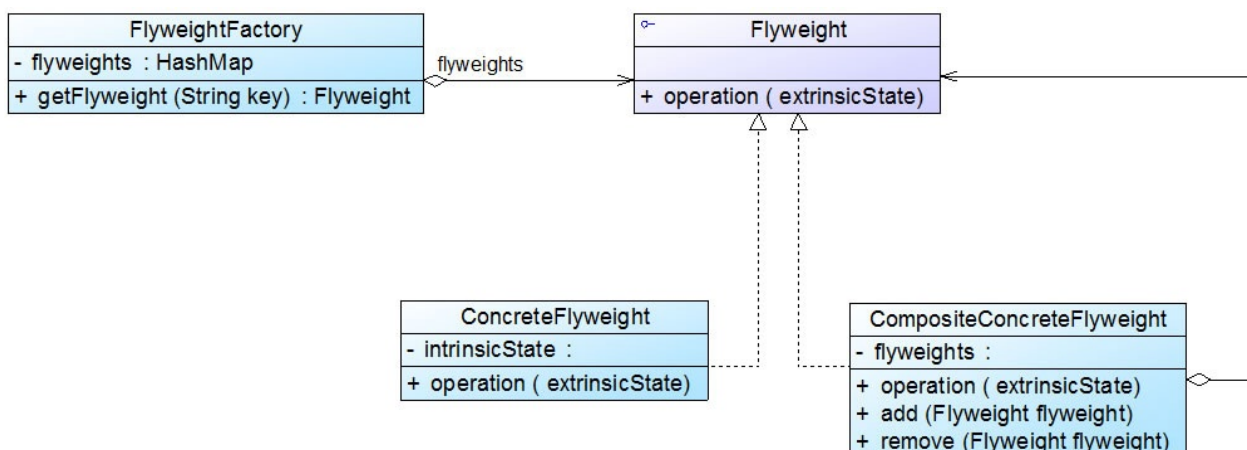 FlyweightFactory
- flyweights : HashMap
+ getFlyweight (String key) : Flyweight
flyweights
Flyweight
+ operation ( extrinsicState)
ConcreteFlyweight
- intrinsicState :
+ operation ( extrinsicState)
CompositeConcreteFlyweight
- flyweights :
+ operation ( extrinsicState)
+ add (Flyweight flyweight)
+ remove (Flyweight flyweight)